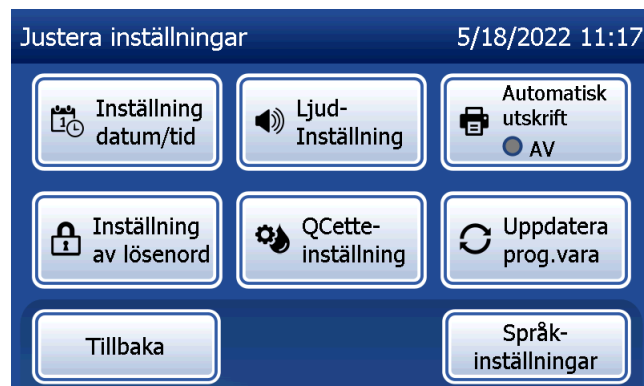 Justera inställningar 5/18/2022 11:17
Inställning
datum/tid
Ljud-
Inställning
Automatisk
utskrift
AV
Inställning
av lösenord
QCette-
inställning
Uppdatera
prog.vara
Tillbaka
Språk-
inställningar